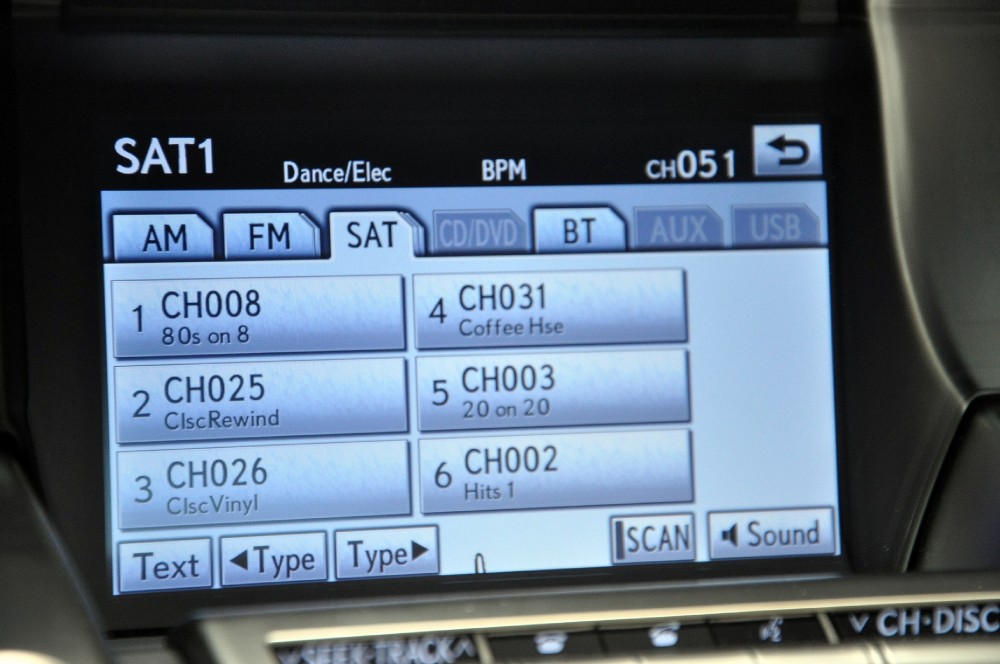 SAT1 Dance/Elec BPM CH051
AM FM SAT CD/DVD BT AUX USB
1 CH008
80s on 8
2 CH025
ClscRewind
3 CH026
ClscVinyl
4 CH031
Coffee Hse
5 CH003
20 on 20
6 CH002
Hits 1
Text ◀Type Type▶ SCAN Sound
SEEK·TRACK ∧ ∨ CH·DISC